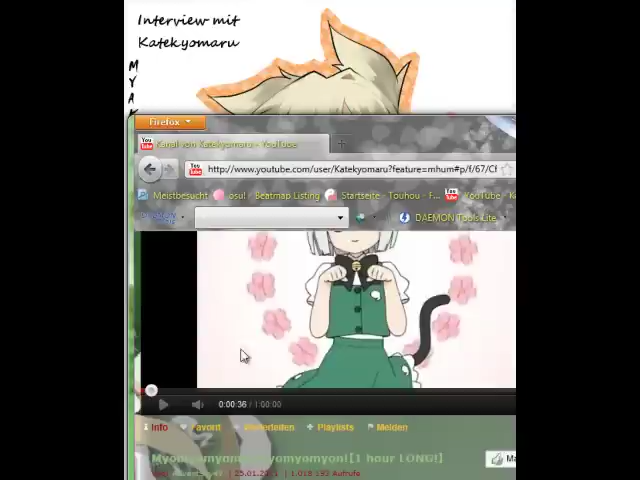 Interview mit
Katekyomaru
M
Y
A
Firefox
Kanal von Katekyomaru - YouTube
http://www.youtube.com/user/Katekyomaru?feature=mhum#p/f/67/Cf
Meistbesucht osu! - Beatmap Listing Startseite - Touhou - F... YouTube - K
DAEMON Tools Lite
0:00:36 / 1:00:00
Info Favorit Weiterleiten Playlists Melden
[1 hour LONG!]
25.01.2011 Aufrufe